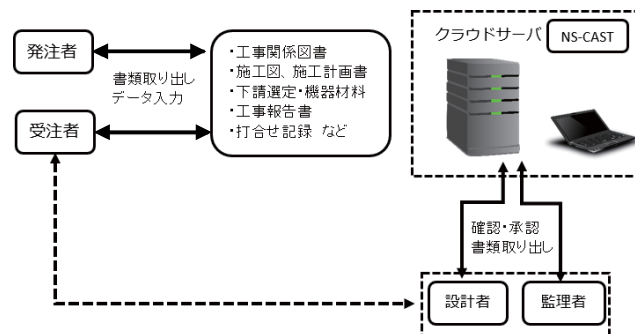 発注者
書類取り出し
データ入力
受注者
・工事関係図書
・施工図、施工計画書
・下請選定・機器材料
・工事報告書
・打合せ記録 など
クラウドサーバ
NS-CAST
確認・承認
書類取り出し
設計者
監理者